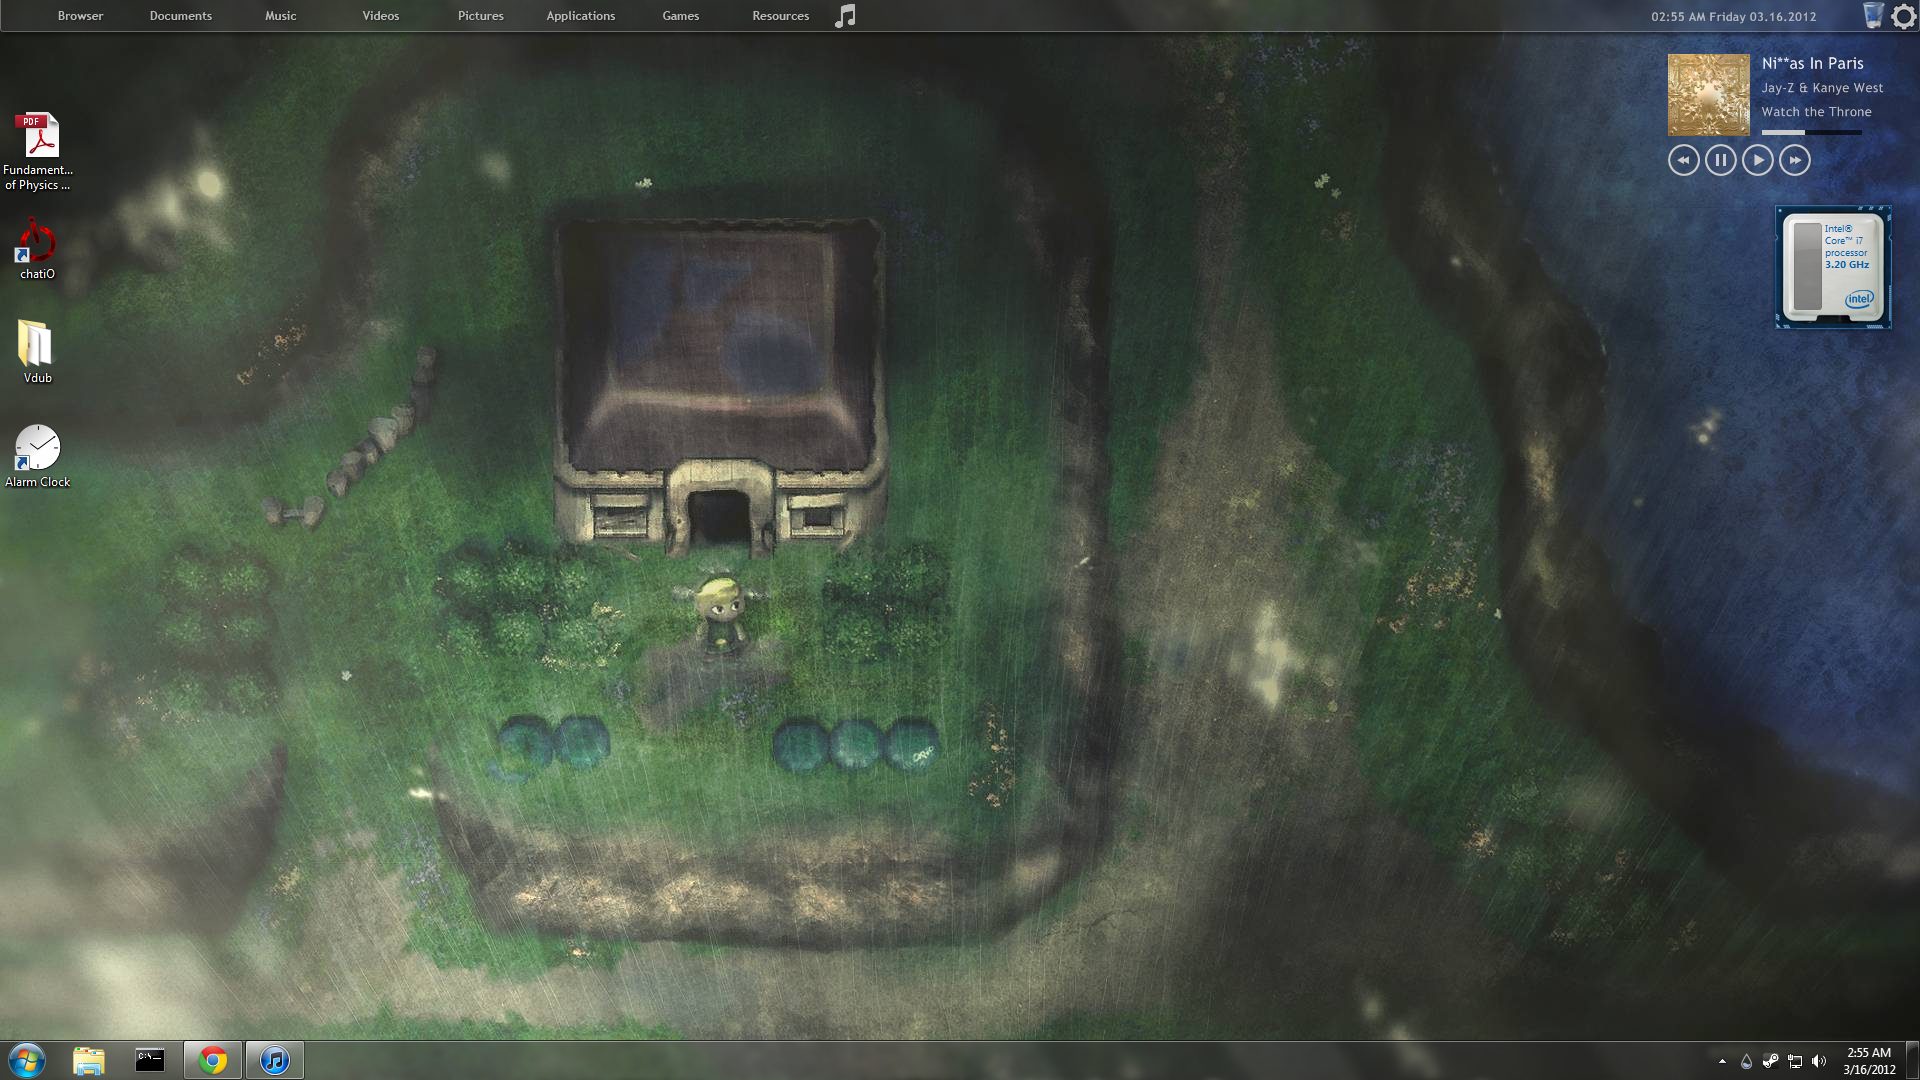 Browser Documents Music Videos Pictures Applications Games Resources
02:55 AM Friday 03.16.2012
Ni**as In Paris
Jay-Z & Kanye West
Watch the Throne
PDF
Fundament...
of Physics ...
chatiO
Vdub
Alarm Clock
Intel®
Core™ i7
processor
3.20 GHz
intel
C:\_
2:55 AM
3/16/2012